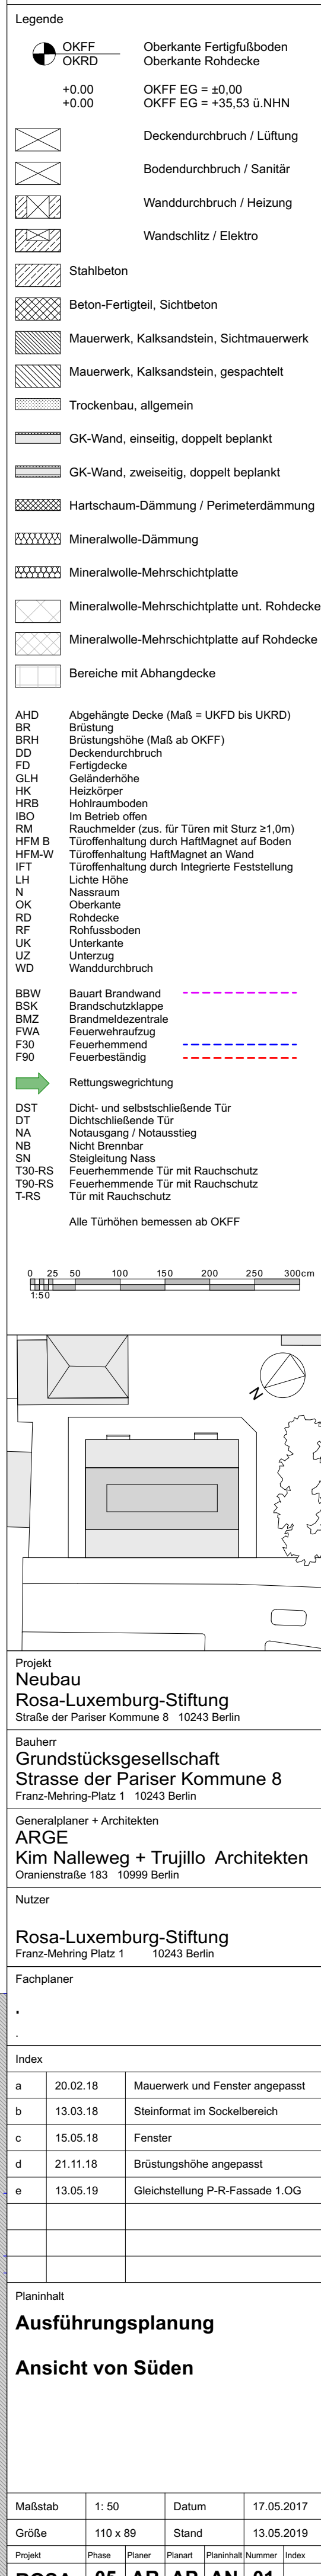 Legende
OKFF Oberkante Fertigfußboden
OKRD Oberkante Rohdecke
+0.00 OKFF EG = ±0,00
+0.00 OKFF EG = +35,53 ü.NHN
Deckendurchbruch / Lüftung
Bodendurchbruch / Sanitär
Wanddurchbruch / Heizung
Wandschlitz / Elektro
Stahlbeton
Beton-Fertigteil, Sichtbeton
Mauerwerk, Kalksandstein, Sichtmauerwerk
Mauerwerk, Kalksandstein, gespachtelt
Trockenbau, allgemein
GK-Wand, einseitig, doppelt beplankt
GK-Wand, zweiseitig, doppelt beplankt
Hartschaum-Dämmung / Perimeterdämmung
Mineralwolle-Dämmung
Mineralwolle-Mehrschichtplatte
Mineralwolle-Mehrschichtplatte unt. Rohdecke
Mineralwolle-Mehrschichtplatte auf Rohdecke
Bereiche mit Abhangdecke
AHD Abgehängte Decke (Maß = UKFD bis UKRD)
BR Brüstung
BRH Brüstungshöhe (Maß ab OKFF)
DD Deckendurchbruch
FD Fertigdecke
GLH Geländerhöhe
HK Heizkörper
HRB Hohlraumboden
IBO Im Betrieb offen
RM Rauchmelder (zus. für Türen mit Sturz ≥1,0m)
HFM B Türoffenhaltung durch HaftMagnet auf Boden
HFM-W Türoffenhaltung HaftMagnet an Wand
IFT Türoffenhaltung durch Integrierte Feststellung
LH Lichte Höhe
N Nassraum
OK Oberkante
RD Rohdecke
RF Rohfussboden
UK Unterkante
UZ Unterzug
WD Wanddurchbruch
BBW Bauart Brandwand
BSK Brandschutzklappe
BMZ Brandmeldezentrale
FWA Feuerwehraufzug
F30 Feuerhemmend
F90 Feuerbeständig
Rettungswegrichtung
DST Dicht- und selbstschließende Tür
DT Dichtschließende Tür
NA Notausgang / Notausstieg
NB Nicht Brennbar
SN Steigleitung Nass
T30-RS Feuerhemmende Tür mit Rauchschutz
T90-RS Feuerhemmende Tür mit Rauchschutz
T-RS Tür mit Rauchschutz
Alle Türhöhen bemessen ab OKFF
0 25 50 100 150 200 250 300cm
1:50
N
Projekt
Neubau
Rosa-Luxemburg-Stiftung
Straße der Pariser Kommune 8 10243 Berlin
Bauherr
Grundstücksgesellschaft
Strasse der Pariser Kommune 8
Franz-Mehring-Platz 1 10243 Berlin
Generalplaner + Architekten
ARGE
Kim Nalleweg + Trujillo Architekten
Oranienstraße 183 10999 Berlin
Nutzer
Rosa-Luxemburg-Stiftung
Franz-Mehring Platz 1 10243 Berlin
Fachplaner
.
.
Index
a 20.02.18 Mauerwerk und Fenster angepasst
b 13.03.18 Steinformat im Sockelbereich
c 15.05.18 Fenster
d 21.11.18 Brüstungshöhe angepasst
e 13.05.19 Gleichstellung P-R-Fassade 1.OG
Planinhalt
Ausführungsplanung
Ansicht von Süden
Maßstab 1: 50 Datum 17.05.2017
Größe 110 x 89 Stand 13.05.2019
Projekt Phase Planer Planart Planinhalt Nummer Index